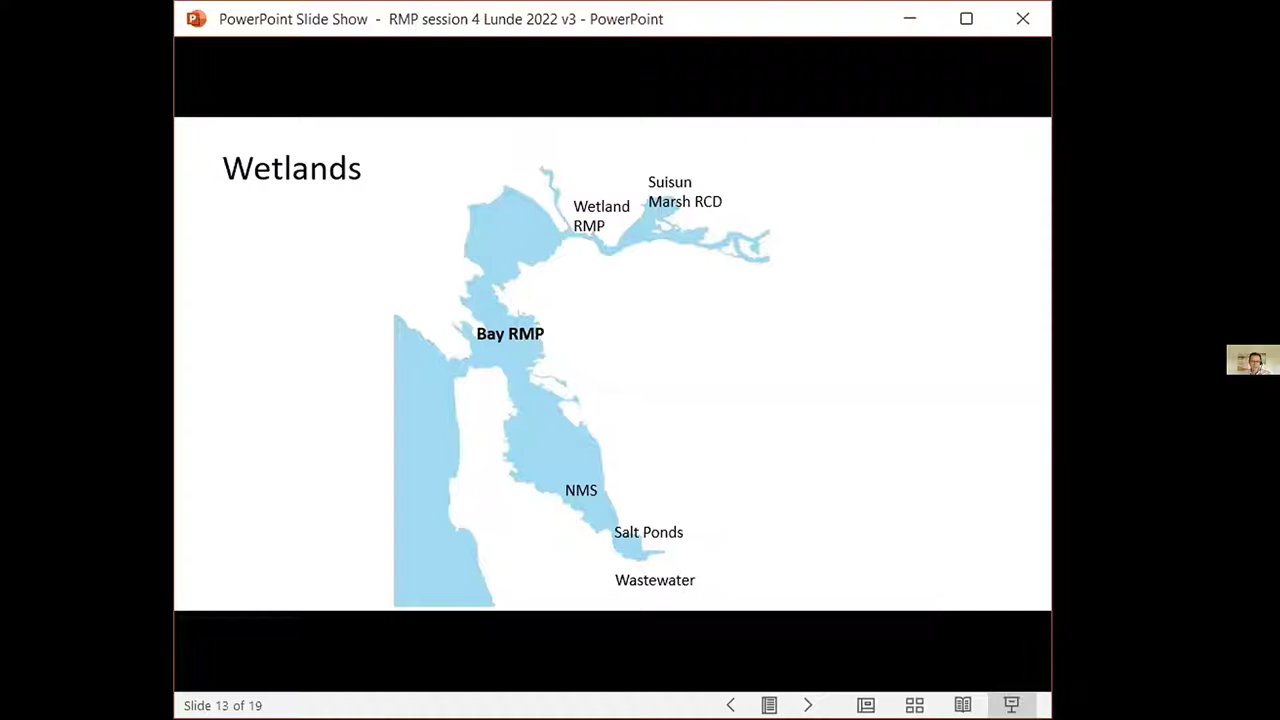 PowerPoint Slide Show - RMP session 4 Lunde 2022 v3 - PowerPoint
Wetlands
Suisun
Marsh RCD
Wetland
RMP
Bay RMP
NMS
Salt Ponds
Wastewater
Slide 13 of 19